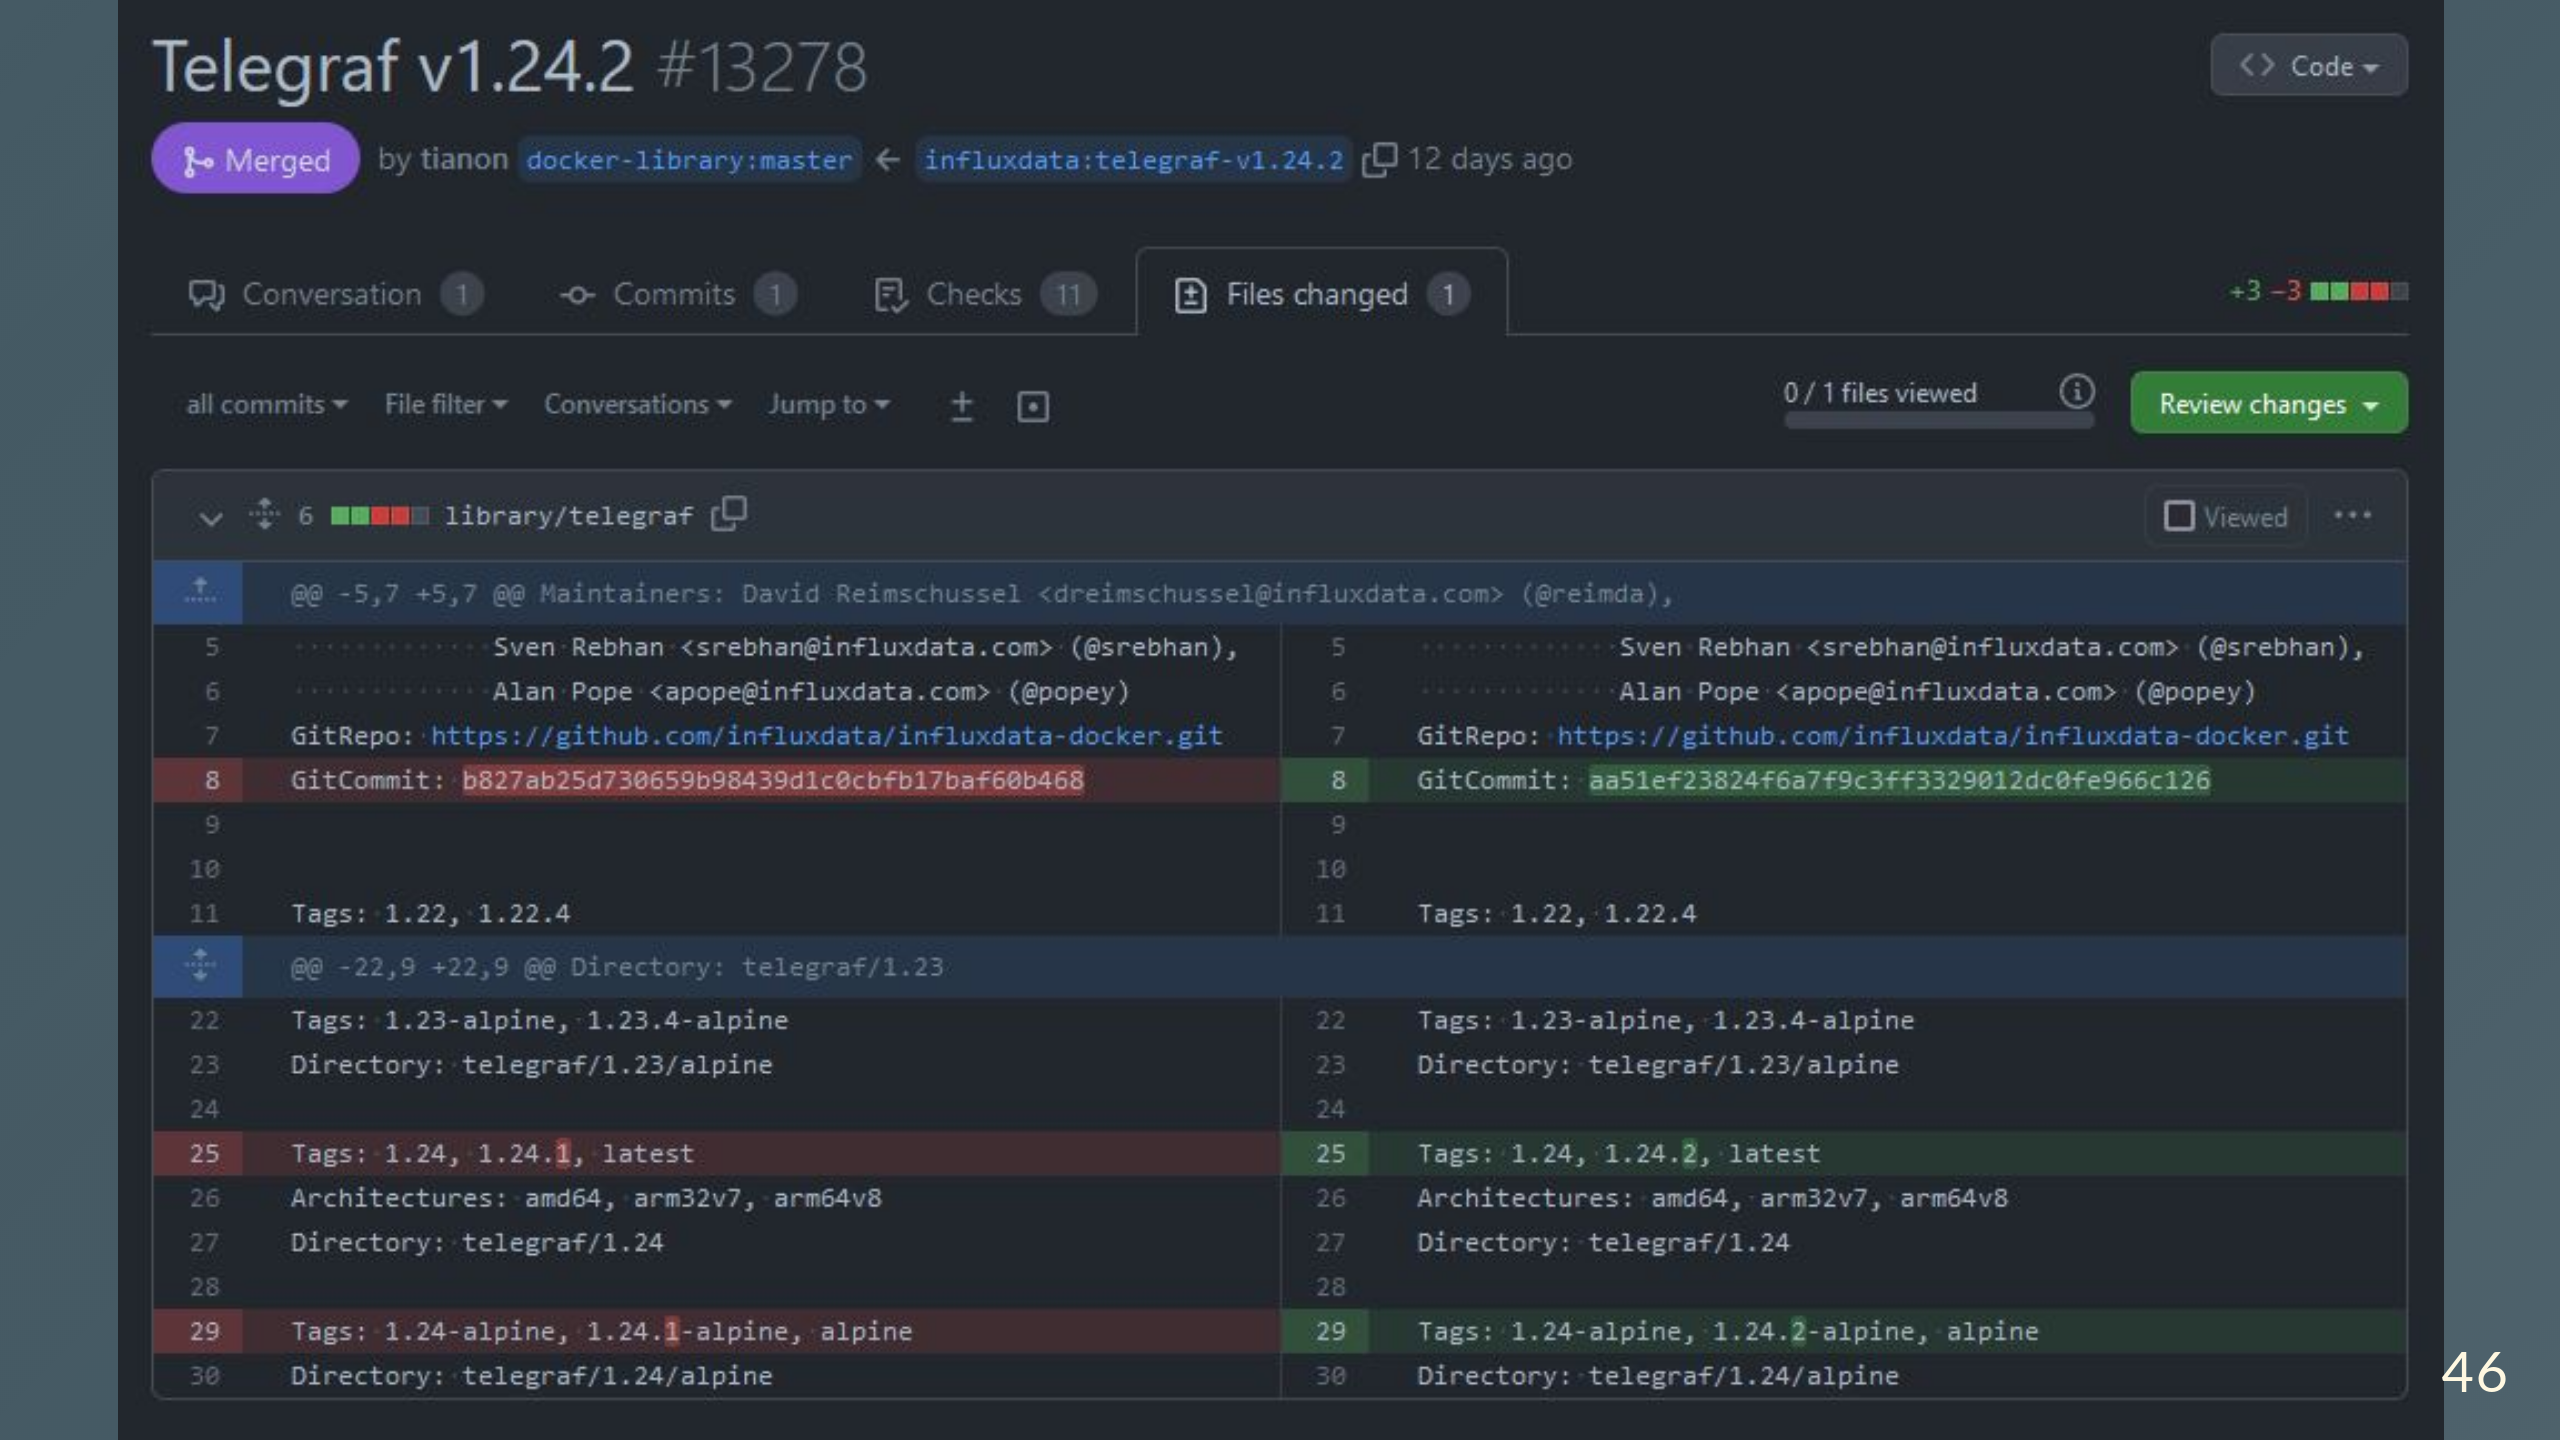 Telegraf v1.24.2 #13278
<> Code
Merged by tianon docker-library:master ← influxdata:telegraf-v1.24.2 12 days ago
Conversation 1 Commits 1 Checks 11 Files changed 1 +3 −3
all commits File filter Conversations Jump to 0 / 1 files viewed Review changes
6 library/telegraf Viewed ...
@@ -5,7 +5,7 @@ Maintainers: David Reimschussel <dreimschussel@influxdata.com> (@reimda),
5 Sven Rebhan <srebhan@influxdata.com> (@srebhan), 5 Sven Rebhan <srebhan@influxdata.com> (@srebhan),
6 Alan Pope <apope@influxdata.com> (@popey) 6 Alan Pope <apope@influxdata.com> (@popey)
7 GitRepo: https://github.com/influxdata/influxdata-docker.git 7 GitRepo: https://github.com/influxdata/influxdata-docker.git
8 GitCommit: b827ab25d730659b98439d1c0cbfb17baf60b468 8 GitCommit: aa51ef23824f6a7f9c3ff3329012dc0fe966c126
9 9
10 10
11 Tags: 1.22, 1.22.4 11 Tags: 1.22, 1.22.4
@@ -22,9 +22,9 @@ Directory: telegraf/1.23
22 Tags: 1.23-alpine, 1.23.4-alpine 22 Tags: 1.23-alpine, 1.23.4-alpine
23 Directory: telegraf/1.23/alpine 23 Directory: telegraf/1.23/alpine
24 24
25 Tags: 1.24, 1.24.1, latest 25 Tags: 1.24, 1.24.2, latest
26 Architectures: amd64, arm32v7, arm64v8 26 Architectures: amd64, arm32v7, arm64v8
27 Directory: telegraf/1.24 27 Directory: telegraf/1.24
28 28
29 Tags: 1.24-alpine, 1.24.1-alpine, alpine 29 Tags: 1.24-alpine, 1.24.2-alpine, alpine
30 Directory: telegraf/1.24/alpine 30 Directory: telegraf/1.24/alpine
46